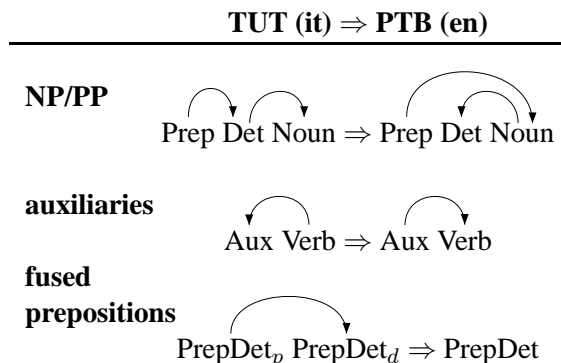 TUT (it) ⇒ PTB (en)
NP/PP
Prep Det Noun ⇒ Prep Det Noun
auxiliaries
Aux Verb ⇒ Aux Verb
fused
prepositions
PrepDetₚ PrepDet_d ⇒ PrepDet